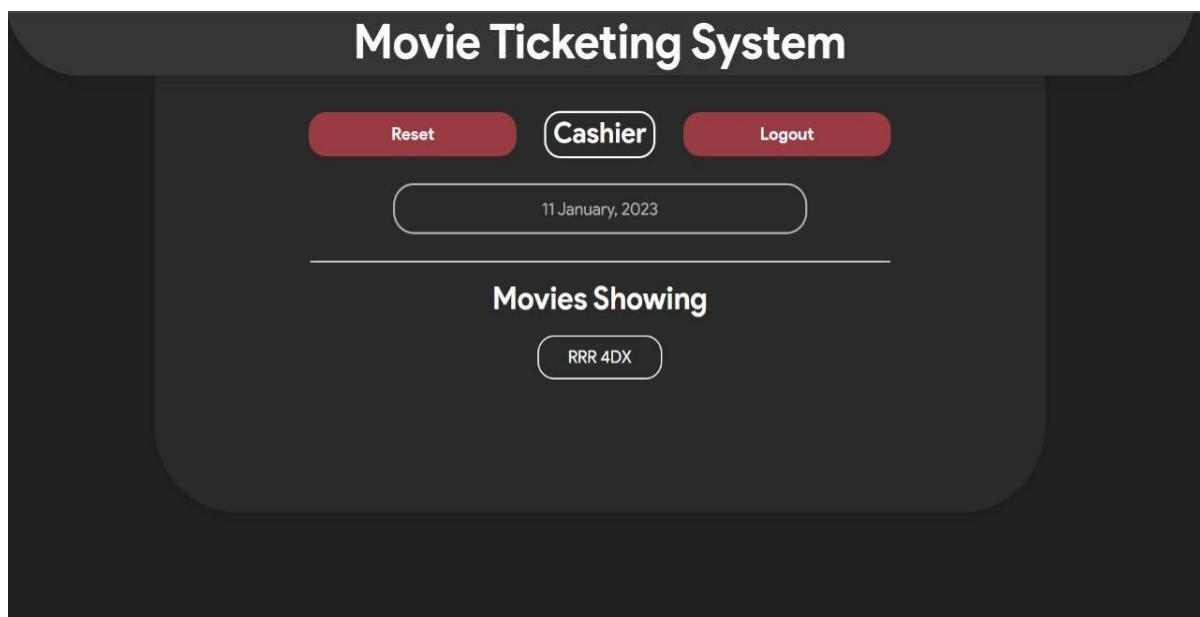 Movie Ticketing System
Reset Cashier Logout
11 January, 2023
Movies Showing
RRR 4DX